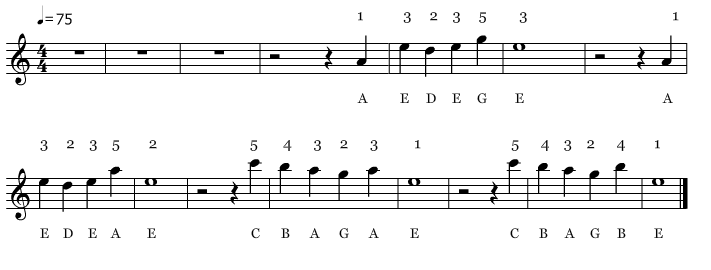 ♩=75 1 3 2 3 5 3 1
4
4
A E D E G E A
3 2 3 5 2 5 4 3 2 3 1 5 4 3 2 4 1
E D E A E C B A G A E C B A G B E